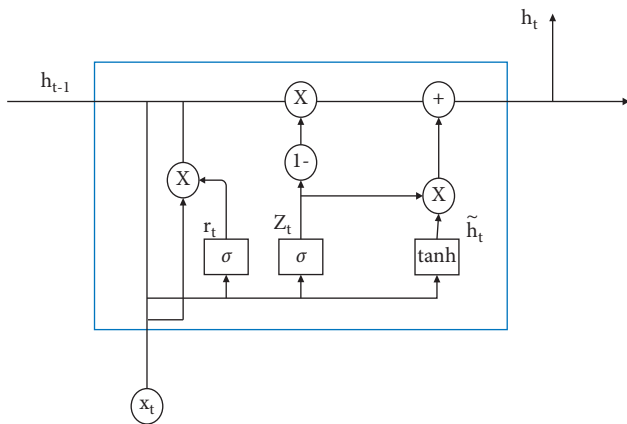 h_t
h_{t-1}
X
+
1-
X
X
r_t
Z_t
h̃_t
σ
σ
tanh
x_t